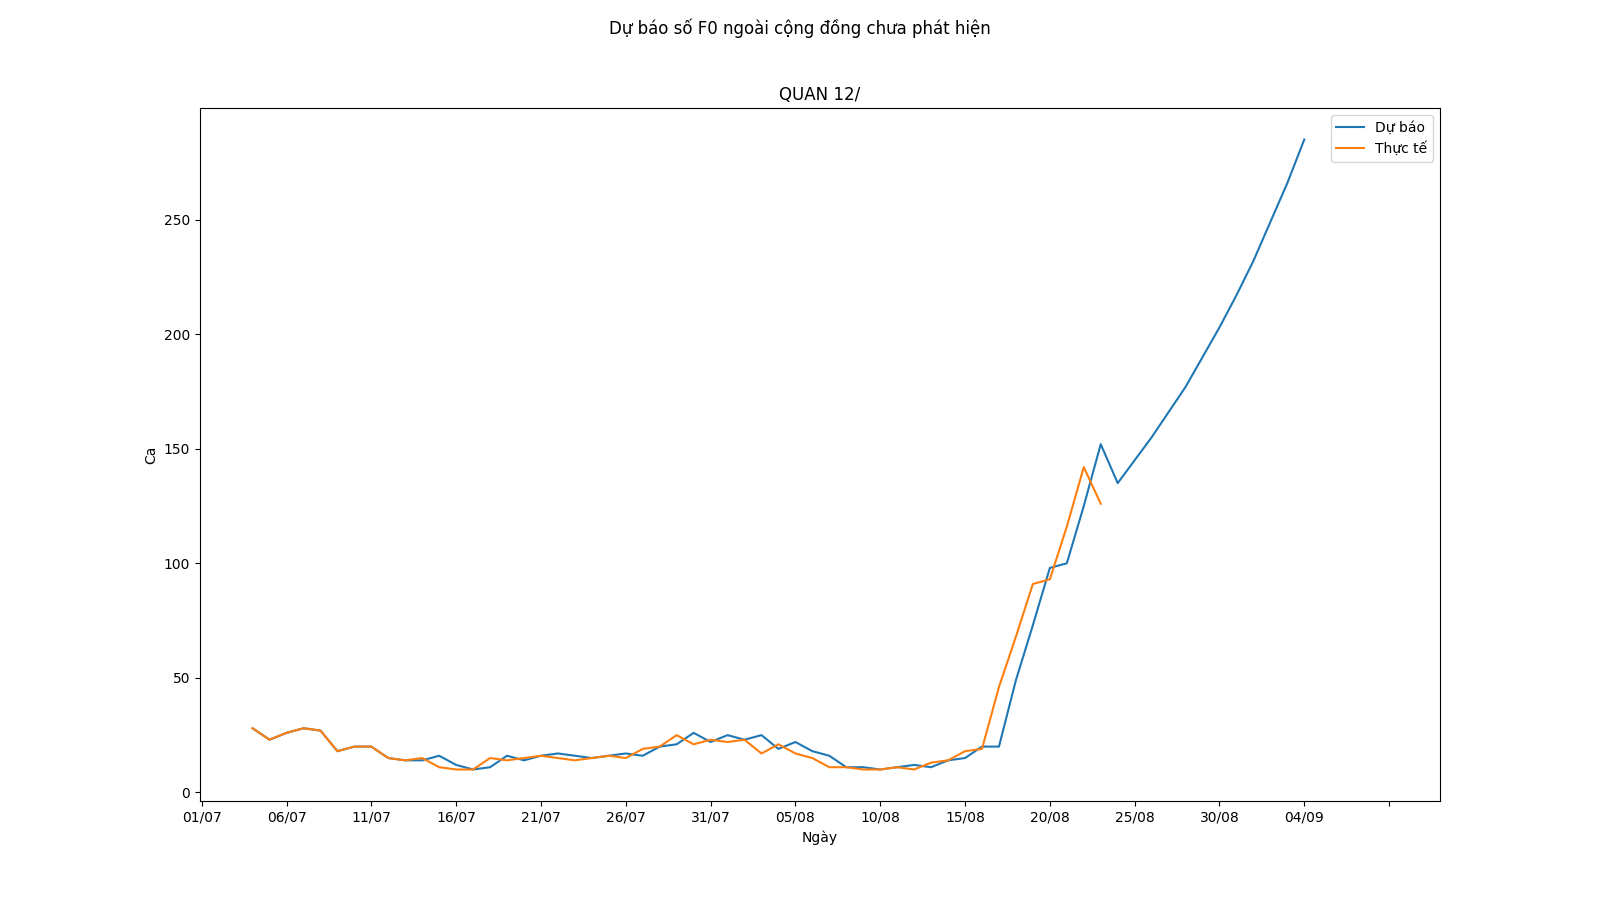 Dự báo số F0 ngoài cộng đồng chưa phát hiện
QUAN 12/
Dự báo
Thực tế
Ca
250
200
150
100
50
0
01/07 06/07 11/07 16/07 21/07 26/07 31/07 05/08 10/08 15/08 20/08 25/08 30/08 04/09
Ngày